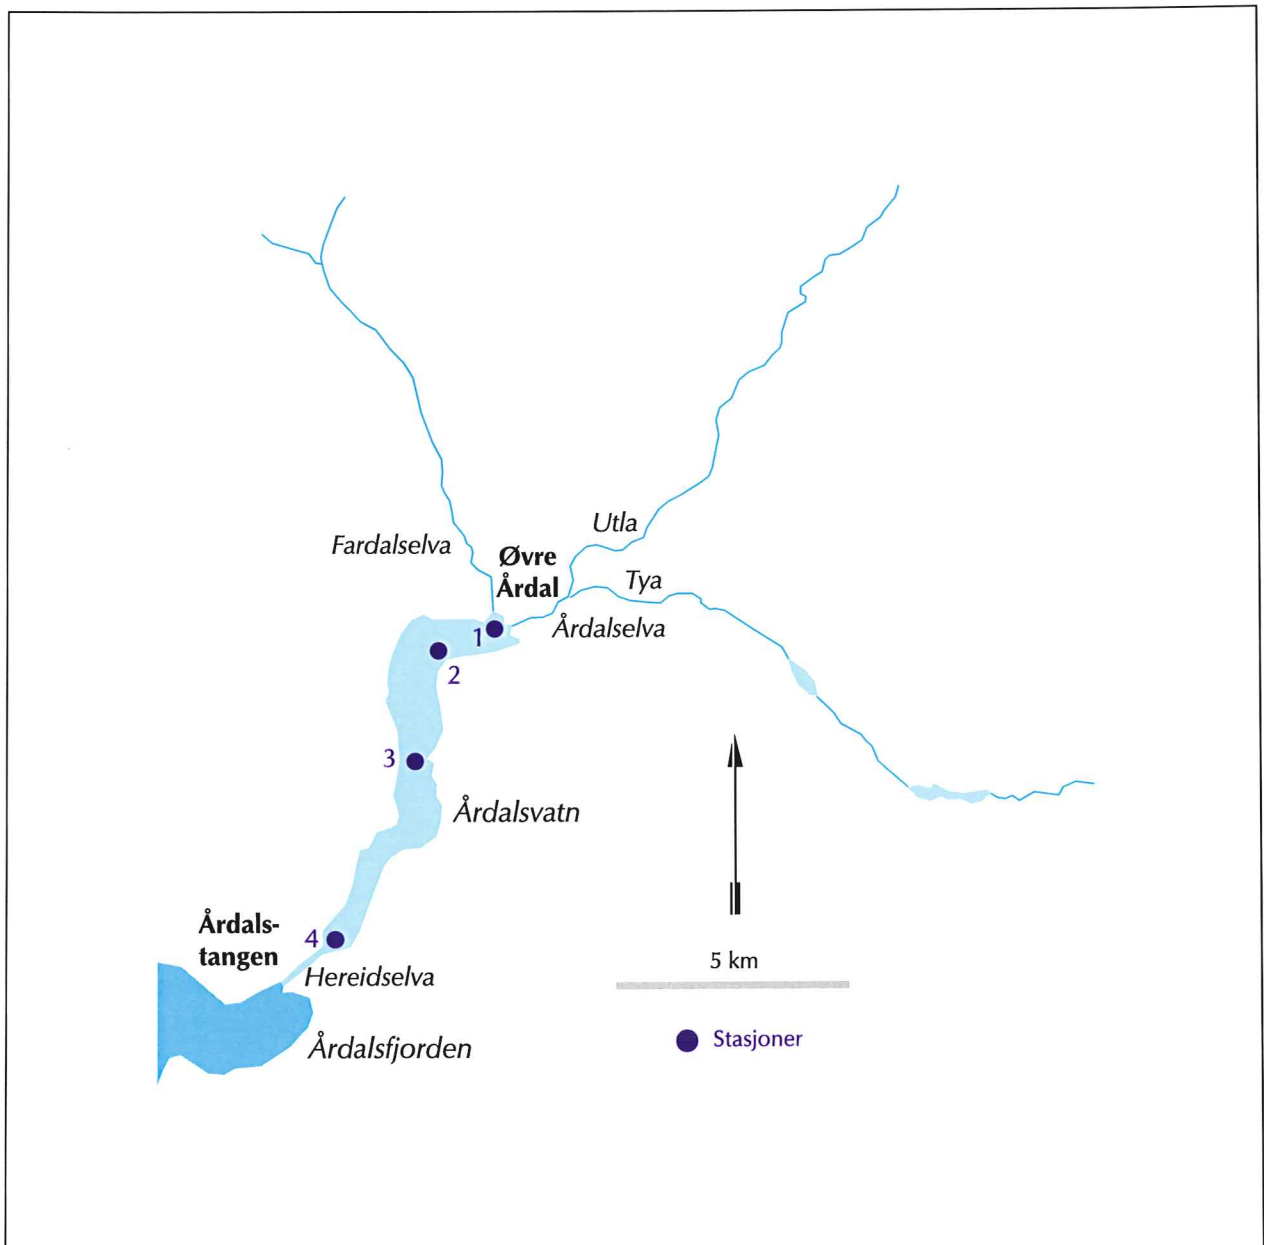 Utla
Fardalselva
Øvre
Årdal
Tya
Årdalselva
1
2
3
Årdalsvatn
Årdals-
tangen
4
Hereidselva
5 km
Stasjoner
Årdalsfjorden